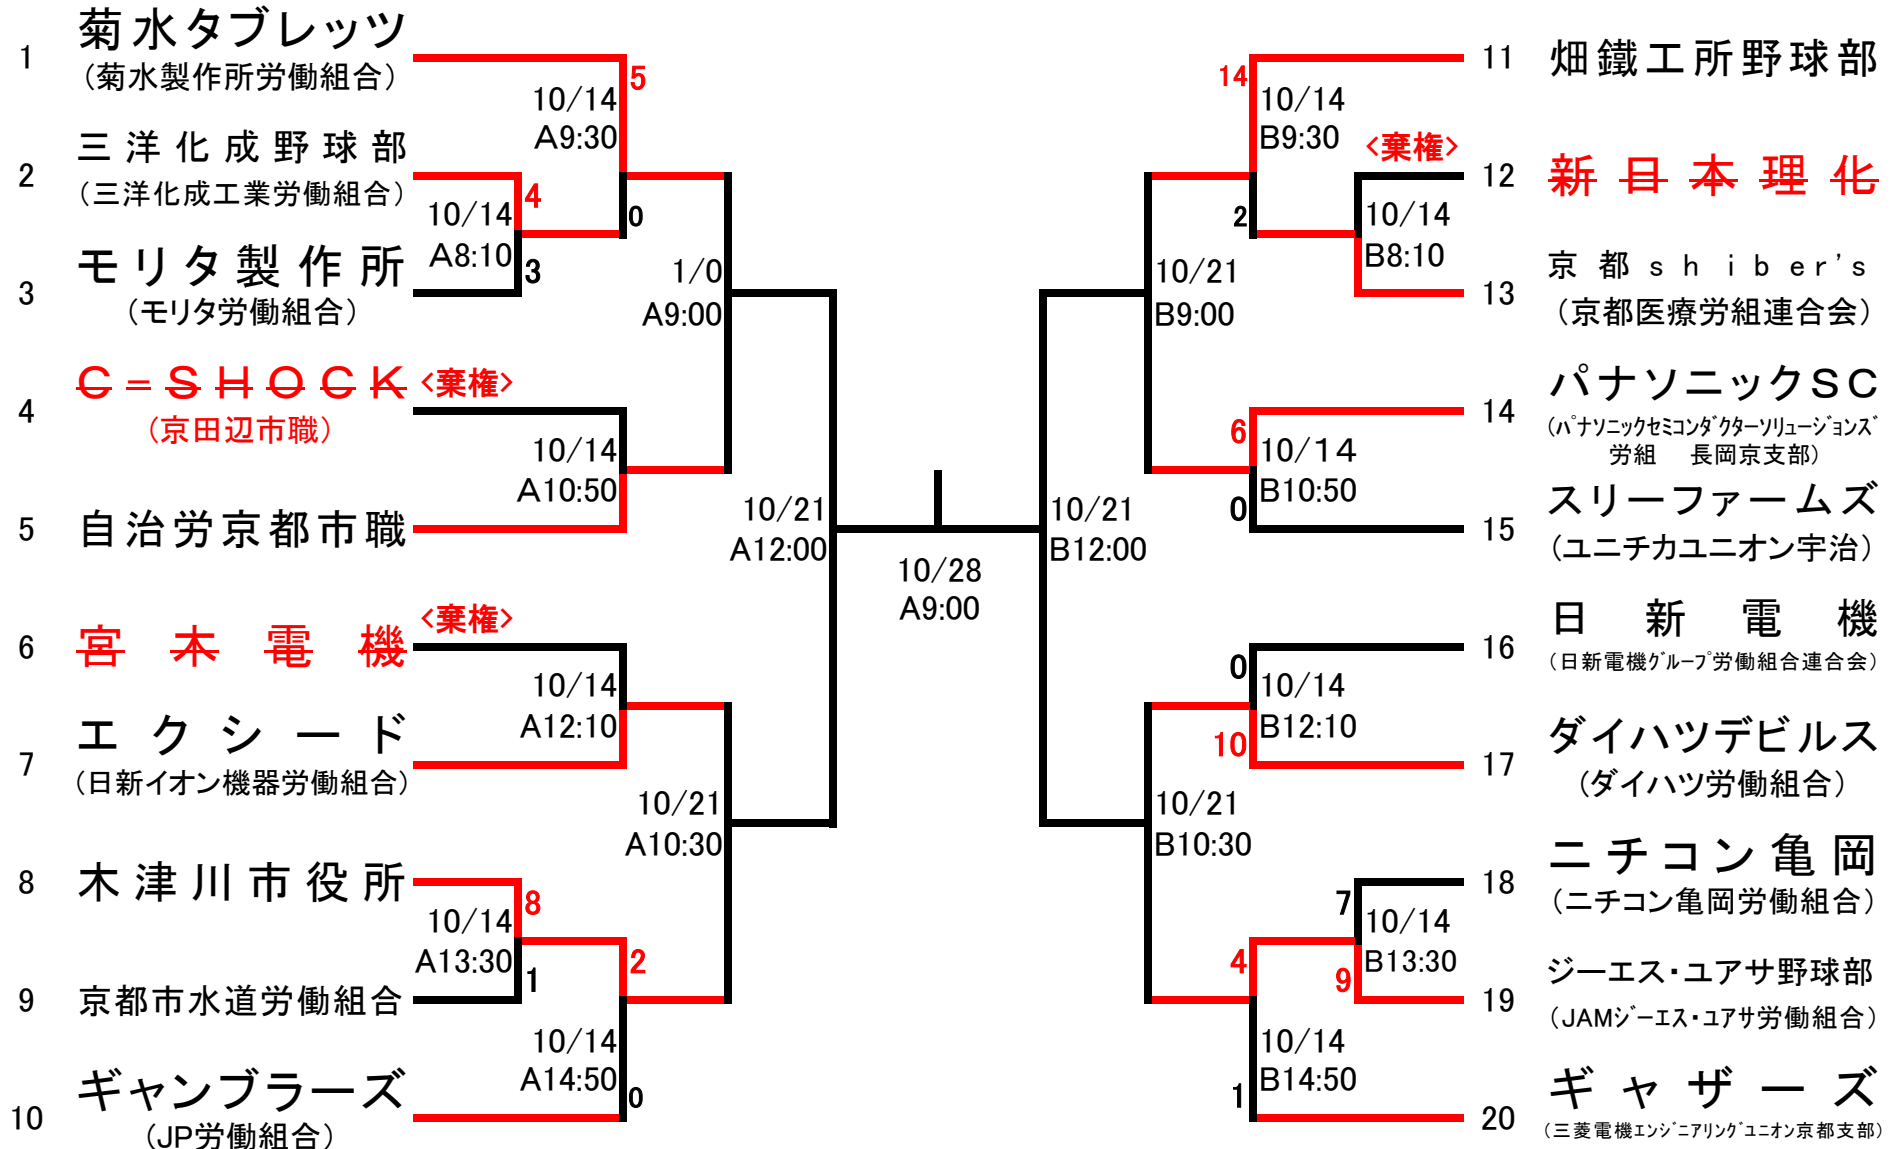 1
菊水タブレッツ
(菊水製作所労働組合)
2
三洋化成野球部
(三洋化成工業労働組合)
3
モリタ製作所
(モリタ労働組合)
4
C-SHOCK
<棄権>
(京田辺市職)
5
自治労京都市職
6
宮木電機
<棄権>
7
エクシード
(日新イオン機器労働組合)
8
木津川市役所
9
京都市水道労働組合
10
ギャンブラーズ
(JP労働組合)
5
10/14
A9:30
0
4
10/14
A8:10
3
1/0
A9:00
10/14
A10:50
10/21
A12:00
10/14
A12:10
10/21
A10:30
8
10/14
A13:30
1
2
10/14
A14:50
0
10/28
A9:00
14
10/14
B9:30
2
<棄権>
10/14
B8:10
10/21
B9:00
6
10/14
B10:50
0
10/21
B12:00
0
10/14
B12:10
10
10/21
B10:30
7
10/14
B13:30
9
4
10/14
B14:50
1
11
畑鐵工所野球部
12
新日本理化
13
京都shiber's
(京都医療労組連合会)
14
パナソニックSC
(ﾊﾟﾅｿﾆｯｸｾﾐｺﾝﾀﾞｸﾀｰｿﾘｭｰｼﾞｮﾝｽﾞ
労組 長岡京支部)
15
スリーファームズ
(ユニチカユニオン宇治)
16
日新電機
(日新電機ｸﾞﾙｰﾌﾟ労働組合連合会)
17
ダイハツデビルス
(ダイハツ労働組合)
18
ニチコン亀岡
(ニチコン亀岡労働組合)
19
ジーエス・ユアサ野球部
(JAMｼﾞｰｴｽ・ﾕｱｻ労働組合)
20
ギャザーズ
(三菱電機ｴﾝｼﾞﾆｱﾘﾝｸﾞﾕﾆｵﾝ京都支部)